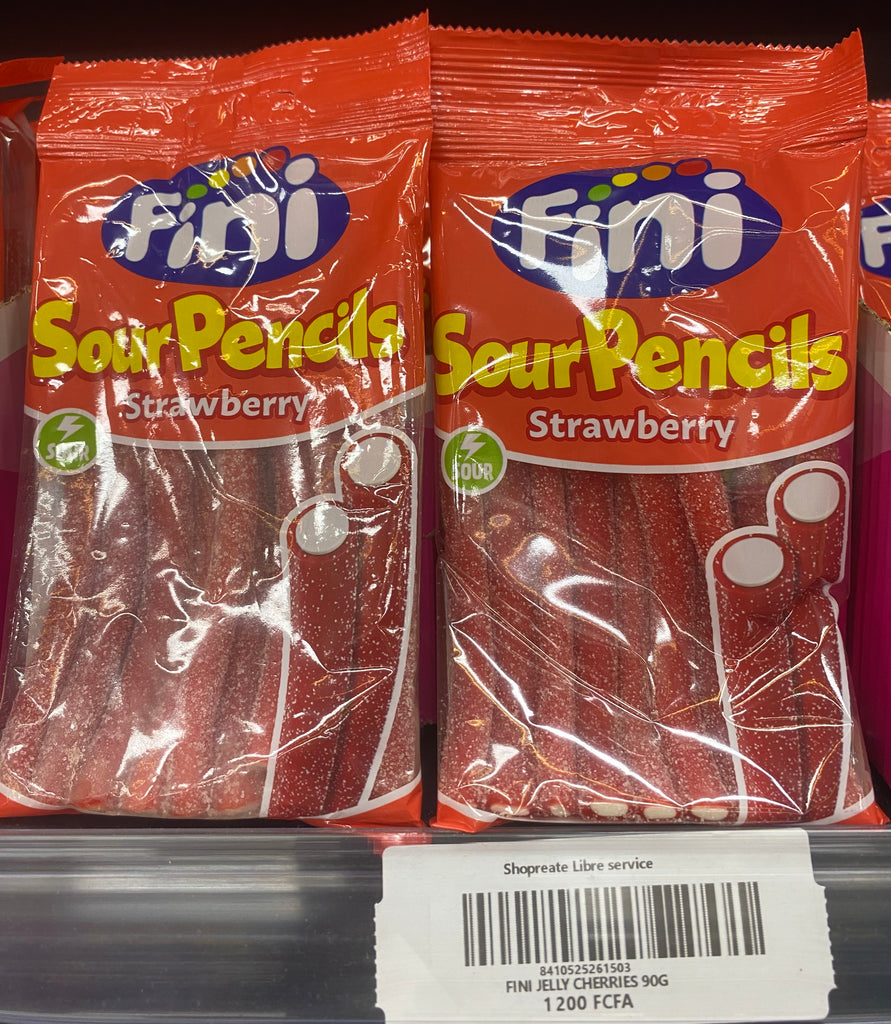 Fini
Sour Pencils
Strawberry
SOUR
Fini
Sour Pencils
Strawberry
SOUR
F
Shopreate Libre service
8410525261503
FINI JELLY CHERRIES 90G
1 200 FCFA